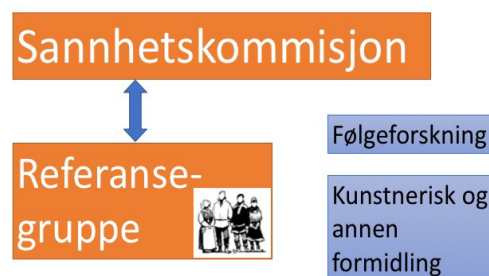 Sannhetskommisjon
Referanse-
gruppe
Følgeforskning
Kunstnerisk og
annen
formidling